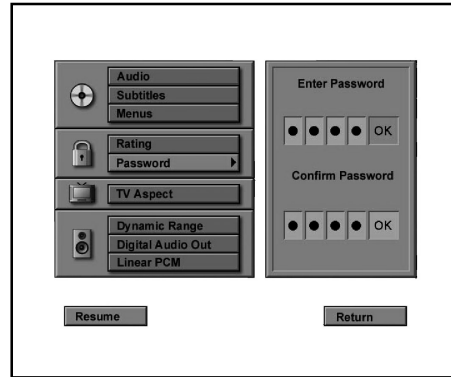 Audio
Subtitles
Menus
Rating
Password
TV Aspect
Dynamic Range
Digital Audio Out
Linear PCM
Enter Password
OK
Confirm Password
OK
Resume
Return